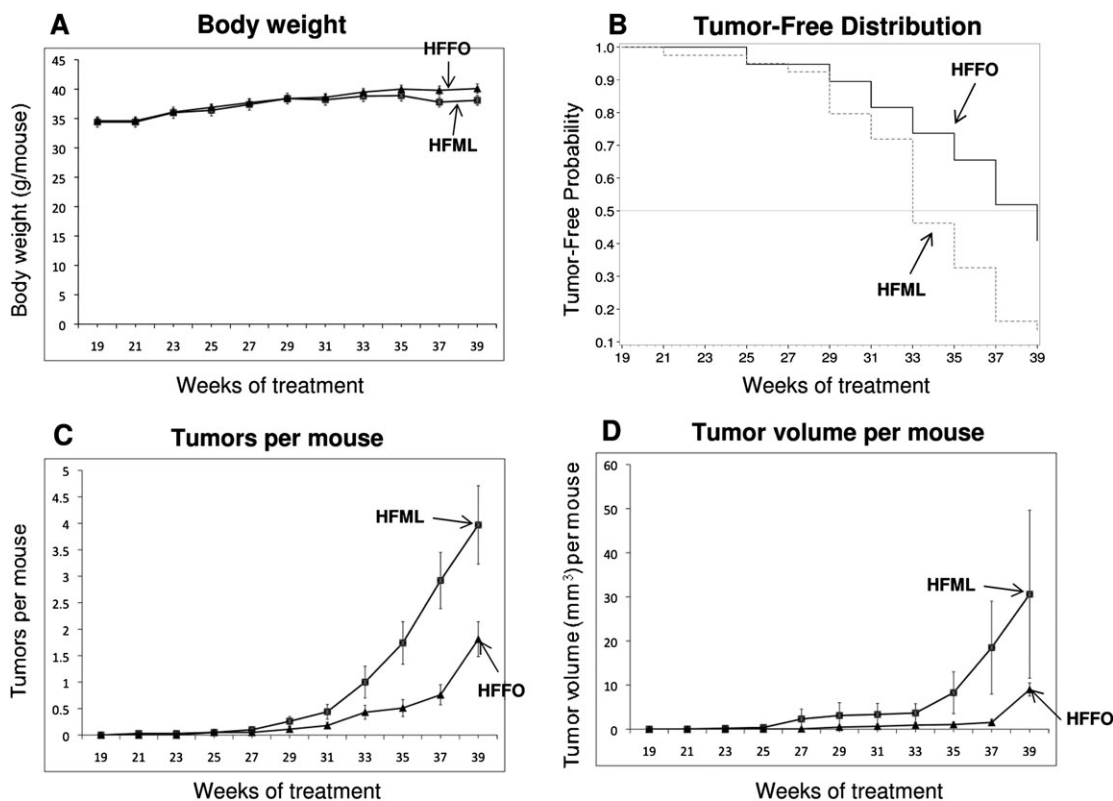 A
Body weight
Body weight (g/mouse)
45
40
35
30
25
20
15
10
5
0
HFFO
HFML
19 21 23 25 27 29 31 33 35 37 39
Weeks of treatment
B
Tumor-Free Distribution
Tumor-Free Probability
1.0
0.9
0.8
0.7
0.6
0.5
0.4
0.3
0.2
0.1
HFFO
HFML
19 21 23 25 27 29 31 33 35 37 39
Weeks of treatment
C
Tumors per mouse
Tumors per mouse
5
4.5
4
3.5
3
2.5
2
1.5
1
0.5
0
HFML
HFFO
19 21 23 25 27 29 31 33 35 37 39
Weeks of treatment
D
Tumor volume per mouse
Tumor volume (mm³) per mouse
60
50
40
30
20
10
0
HFML
HFFO
19 21 23 25 27 29 31 33 35 37 39
Weeks of treatment